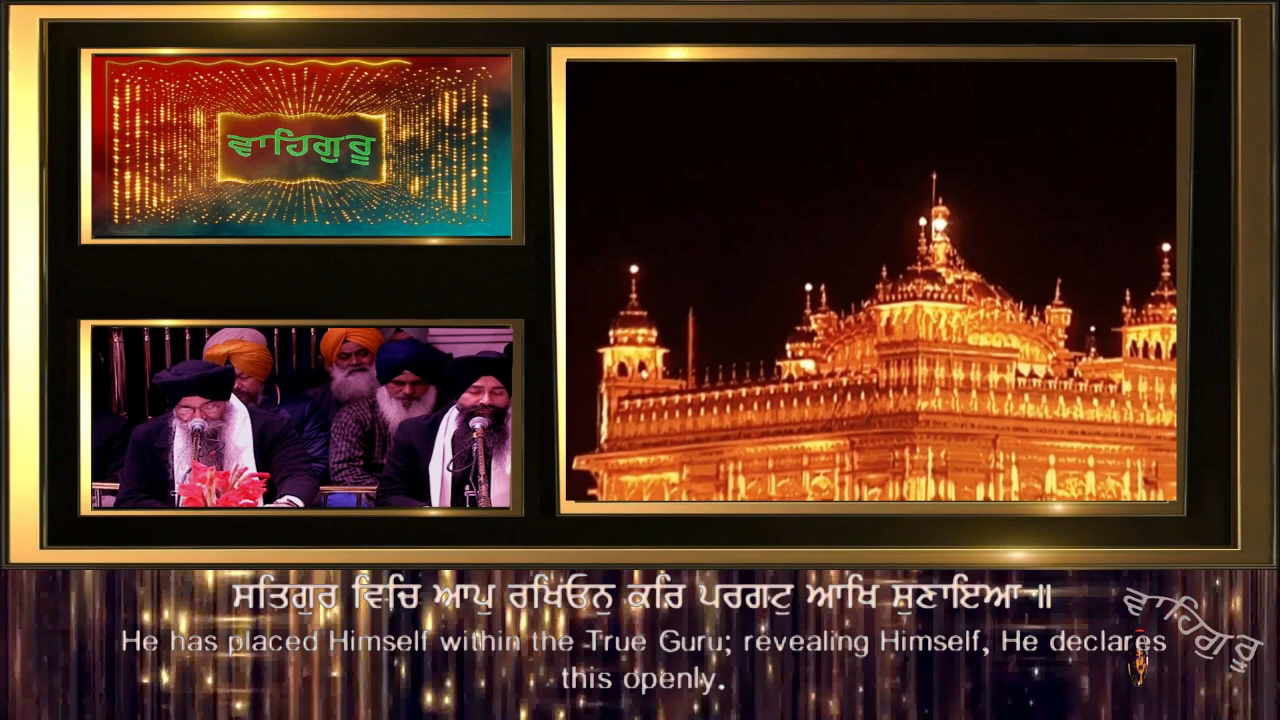 ਵਾਹਿਗੁਰੂ
ਸਤਿਗੁਰ ਵਿਚਿ ਆਪੁ ਰਖਿਓਨੁ ਕਰਿ ਪਰਗਟੁ ਆਖਿ ਸੁਣਾਇਆ ॥
He has placed Himself within the True Guru; revealing Himself, He declares
this openly.
ਵਾਹਿਗੁਰੂ